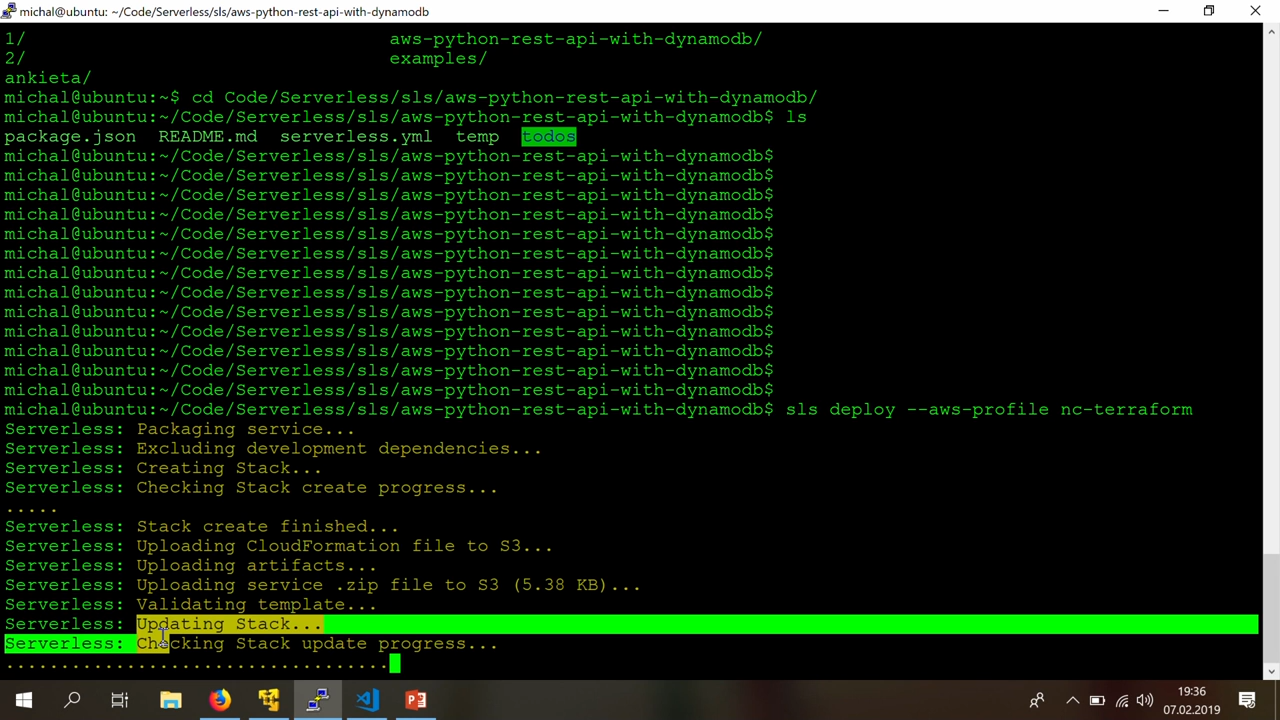 michal@ubuntu: ~/Code/Serverless/sls/aws-python-rest-api-with-dynamodb
1/ aws-python-rest-api-with-dynamodb/
2/ examples/
ankieta/
michal@ubuntu:~$ cd Code/Serverless/sls/aws-python-rest-api-with-dynamodb/
michal@ubuntu:~/Code/Serverless/sls/aws-python-rest-api-with-dynamodb$ ls
package.json README.md serverless.yml temp todos
michal@ubuntu:~/Code/Serverless/sls/aws-python-rest-api-with-dynamodb$
michal@ubuntu:~/Code/Serverless/sls/aws-python-rest-api-with-dynamodb$
michal@ubuntu:~/Code/Serverless/sls/aws-python-rest-api-with-dynamodb$
michal@ubuntu:~/Code/Serverless/sls/aws-python-rest-api-with-dynamodb$
michal@ubuntu:~/Code/Serverless/sls/aws-python-rest-api-with-dynamodb$
michal@ubuntu:~/Code/Serverless/sls/aws-python-rest-api-with-dynamodb$
michal@ubuntu:~/Code/Serverless/sls/aws-python-rest-api-with-dynamodb$
michal@ubuntu:~/Code/Serverless/sls/aws-python-rest-api-with-dynamodb$
michal@ubuntu:~/Code/Serverless/sls/aws-python-rest-api-with-dynamodb$
michal@ubuntu:~/Code/Serverless/sls/aws-python-rest-api-with-dynamodb$
michal@ubuntu:~/Code/Serverless/sls/aws-python-rest-api-with-dynamodb$
michal@ubuntu:~/Code/Serverless/sls/aws-python-rest-api-with-dynamodb$
michal@ubuntu:~/Code/Serverless/sls/aws-python-rest-api-with-dynamodb$
michal@ubuntu:~/Code/Serverless/sls/aws-python-rest-api-with-dynamodb$ sls deploy --aws-profile nc-terraform
Serverless: Packaging service...
Serverless: Excluding development dependencies...
Serverless: Creating Stack...
Serverless: Checking Stack create progress...
.....
Serverless: Stack create finished...
Serverless: Uploading CloudFormation file to S3...
Serverless: Uploading artifacts...
Serverless: Uploading service .zip file to S3 (5.38 KB)...
Serverless: Validating template...
Serverless: Updating Stack...
Serverless: Checking Stack update progress...
...................................
19:36
07.02.2019